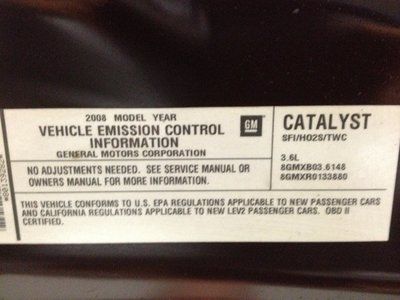 2008 MODEL YEAR
VEHICLE EMISSION CONTROL
INFORMATION
GENERAL MOTORS CORPORATION
GM
NO ADJUSTMENTS NEEDED. SEE SERVICE MANUAL OR
OWNERS MANUAL FOR MORE INFORMATION.
CATALYST
SFI/HO2S/TWC
3.6L
8GMXB03.6148
8GMXR0133880
THIS VEHICLE CONFORMS TO U.S. EPA REGULATIONS APPLICABLE TO NEW PASSENGER CARS
AND CALIFORNIA REGULATIONS APPLICABLE TO NEW LEV2 PASSENGER CARS. OBD II
CERTIFIED.